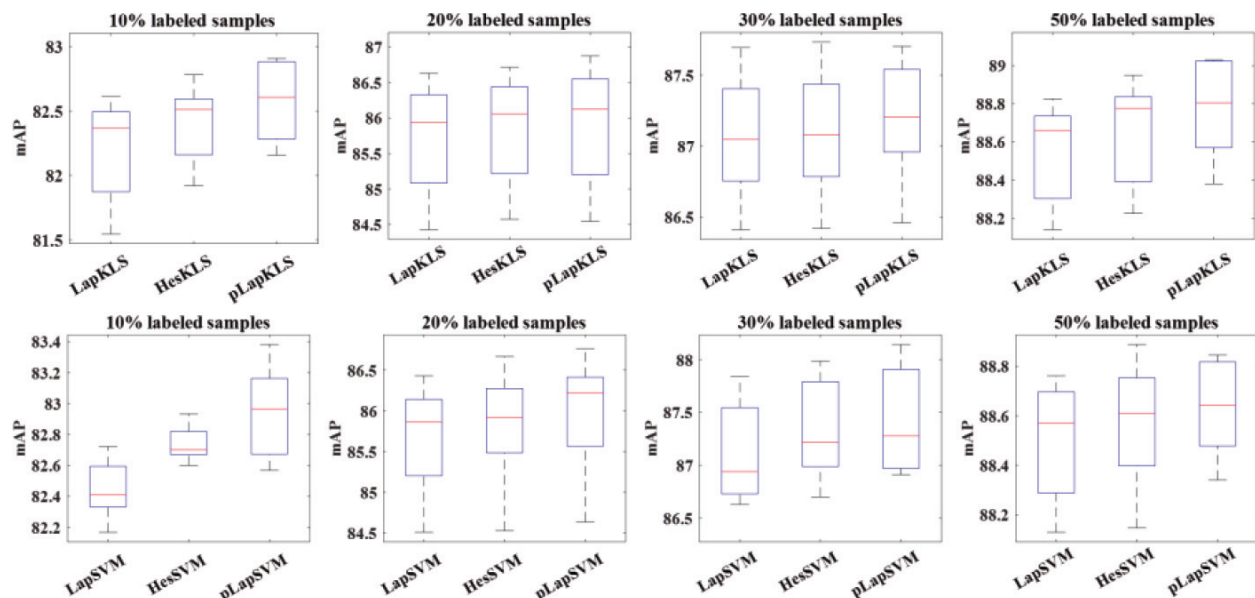 10% labeled samples
20% labeled samples
30% labeled samples
50% labeled samples
mAP
83
82.5
82
81.5
LapKLS
HesKLS
pLapKLS
mAP
87
86.5
86
85.5
85
84.5
LapKLS
HesKLS
pLapKLS
mAP
87.5
87
86.5
LapKLS
HesKLS
pLapKLS
mAP
89
88.8
88.6
88.4
88.2
LapKLS
HesKLS
pLapKLS
10% labeled samples
20% labeled samples
30% labeled samples
50% labeled samples
mAP
83.4
83.2
83
82.8
82.6
82.4
82.2
LapSVM
HesSVM
pLapSVM
mAP
86.5
86
85.5
85
84.5
LapSVM
HesSVM
pLapSVM
mAP
88
87.5
87
86.5
LapSVM
HesSVM
pLapSVM
mAP
88.8
88.6
88.4
88.2
LapSVM
HesSVM
pLapSVM